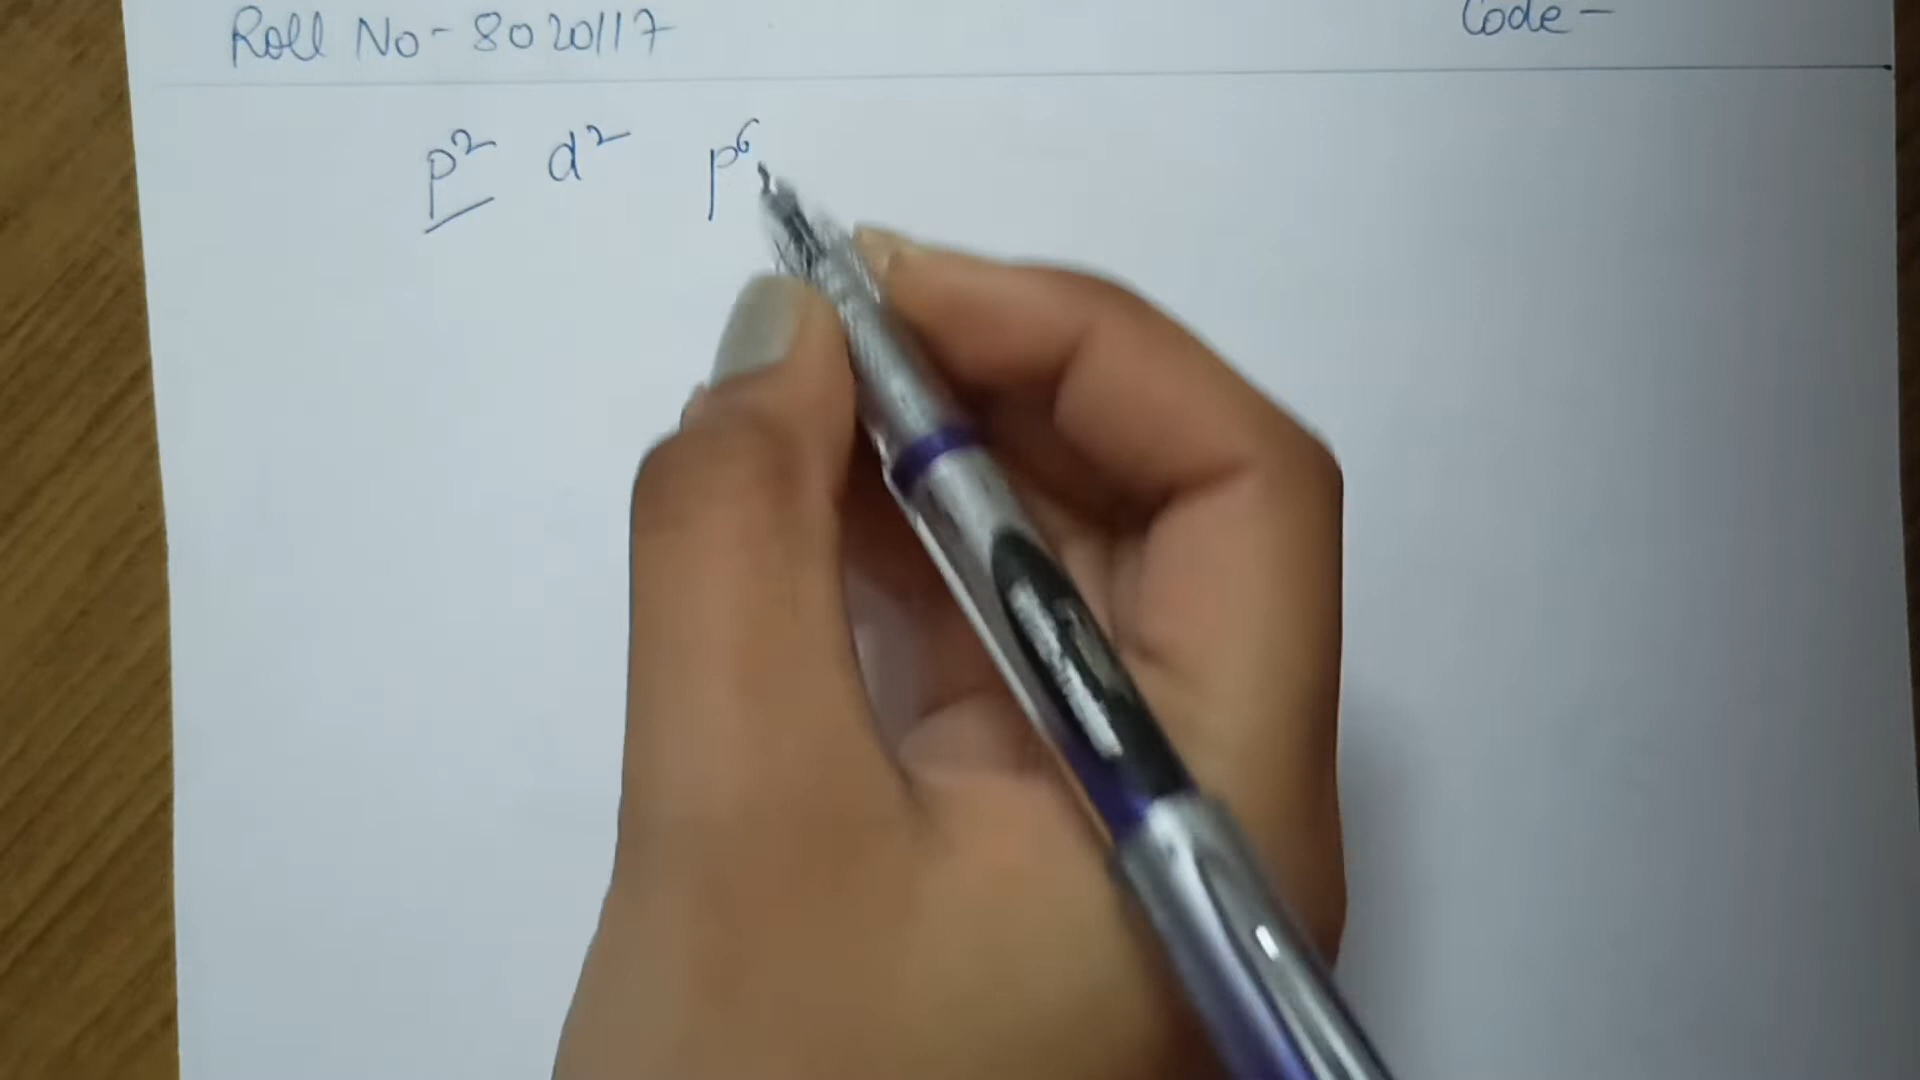 Roll No - 8020117 Code -
p² d² p⁶